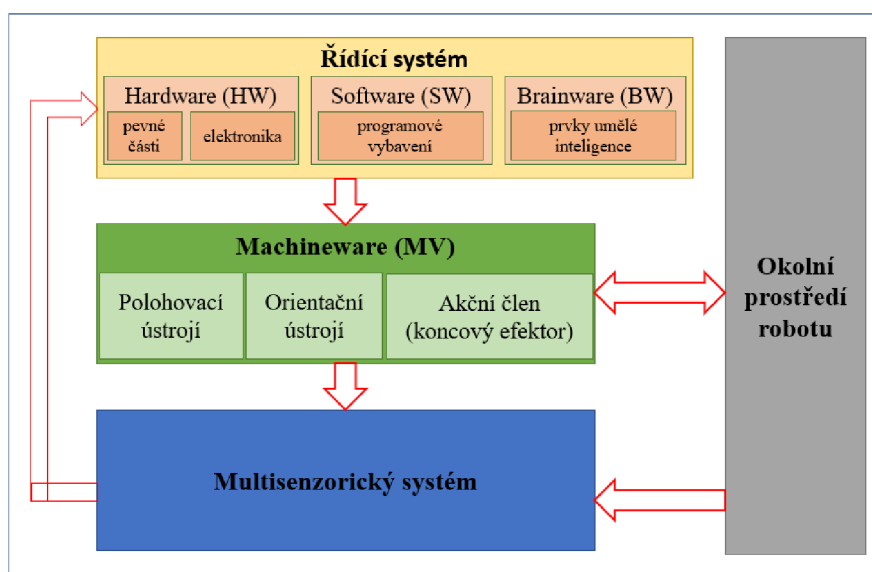 Řídící systém
Hardware (HW)
pevné
části
elektronika
Software (SW)
programové
vybavení
Brainware (BW)
prvky umělé
inteligence
Machineware (MV)
Polohovací
ústrojí
Orientační
ústrojí
Akční člen
(koncový efektor)
Okolní
prostředí
robotu
Multisenzorický systém